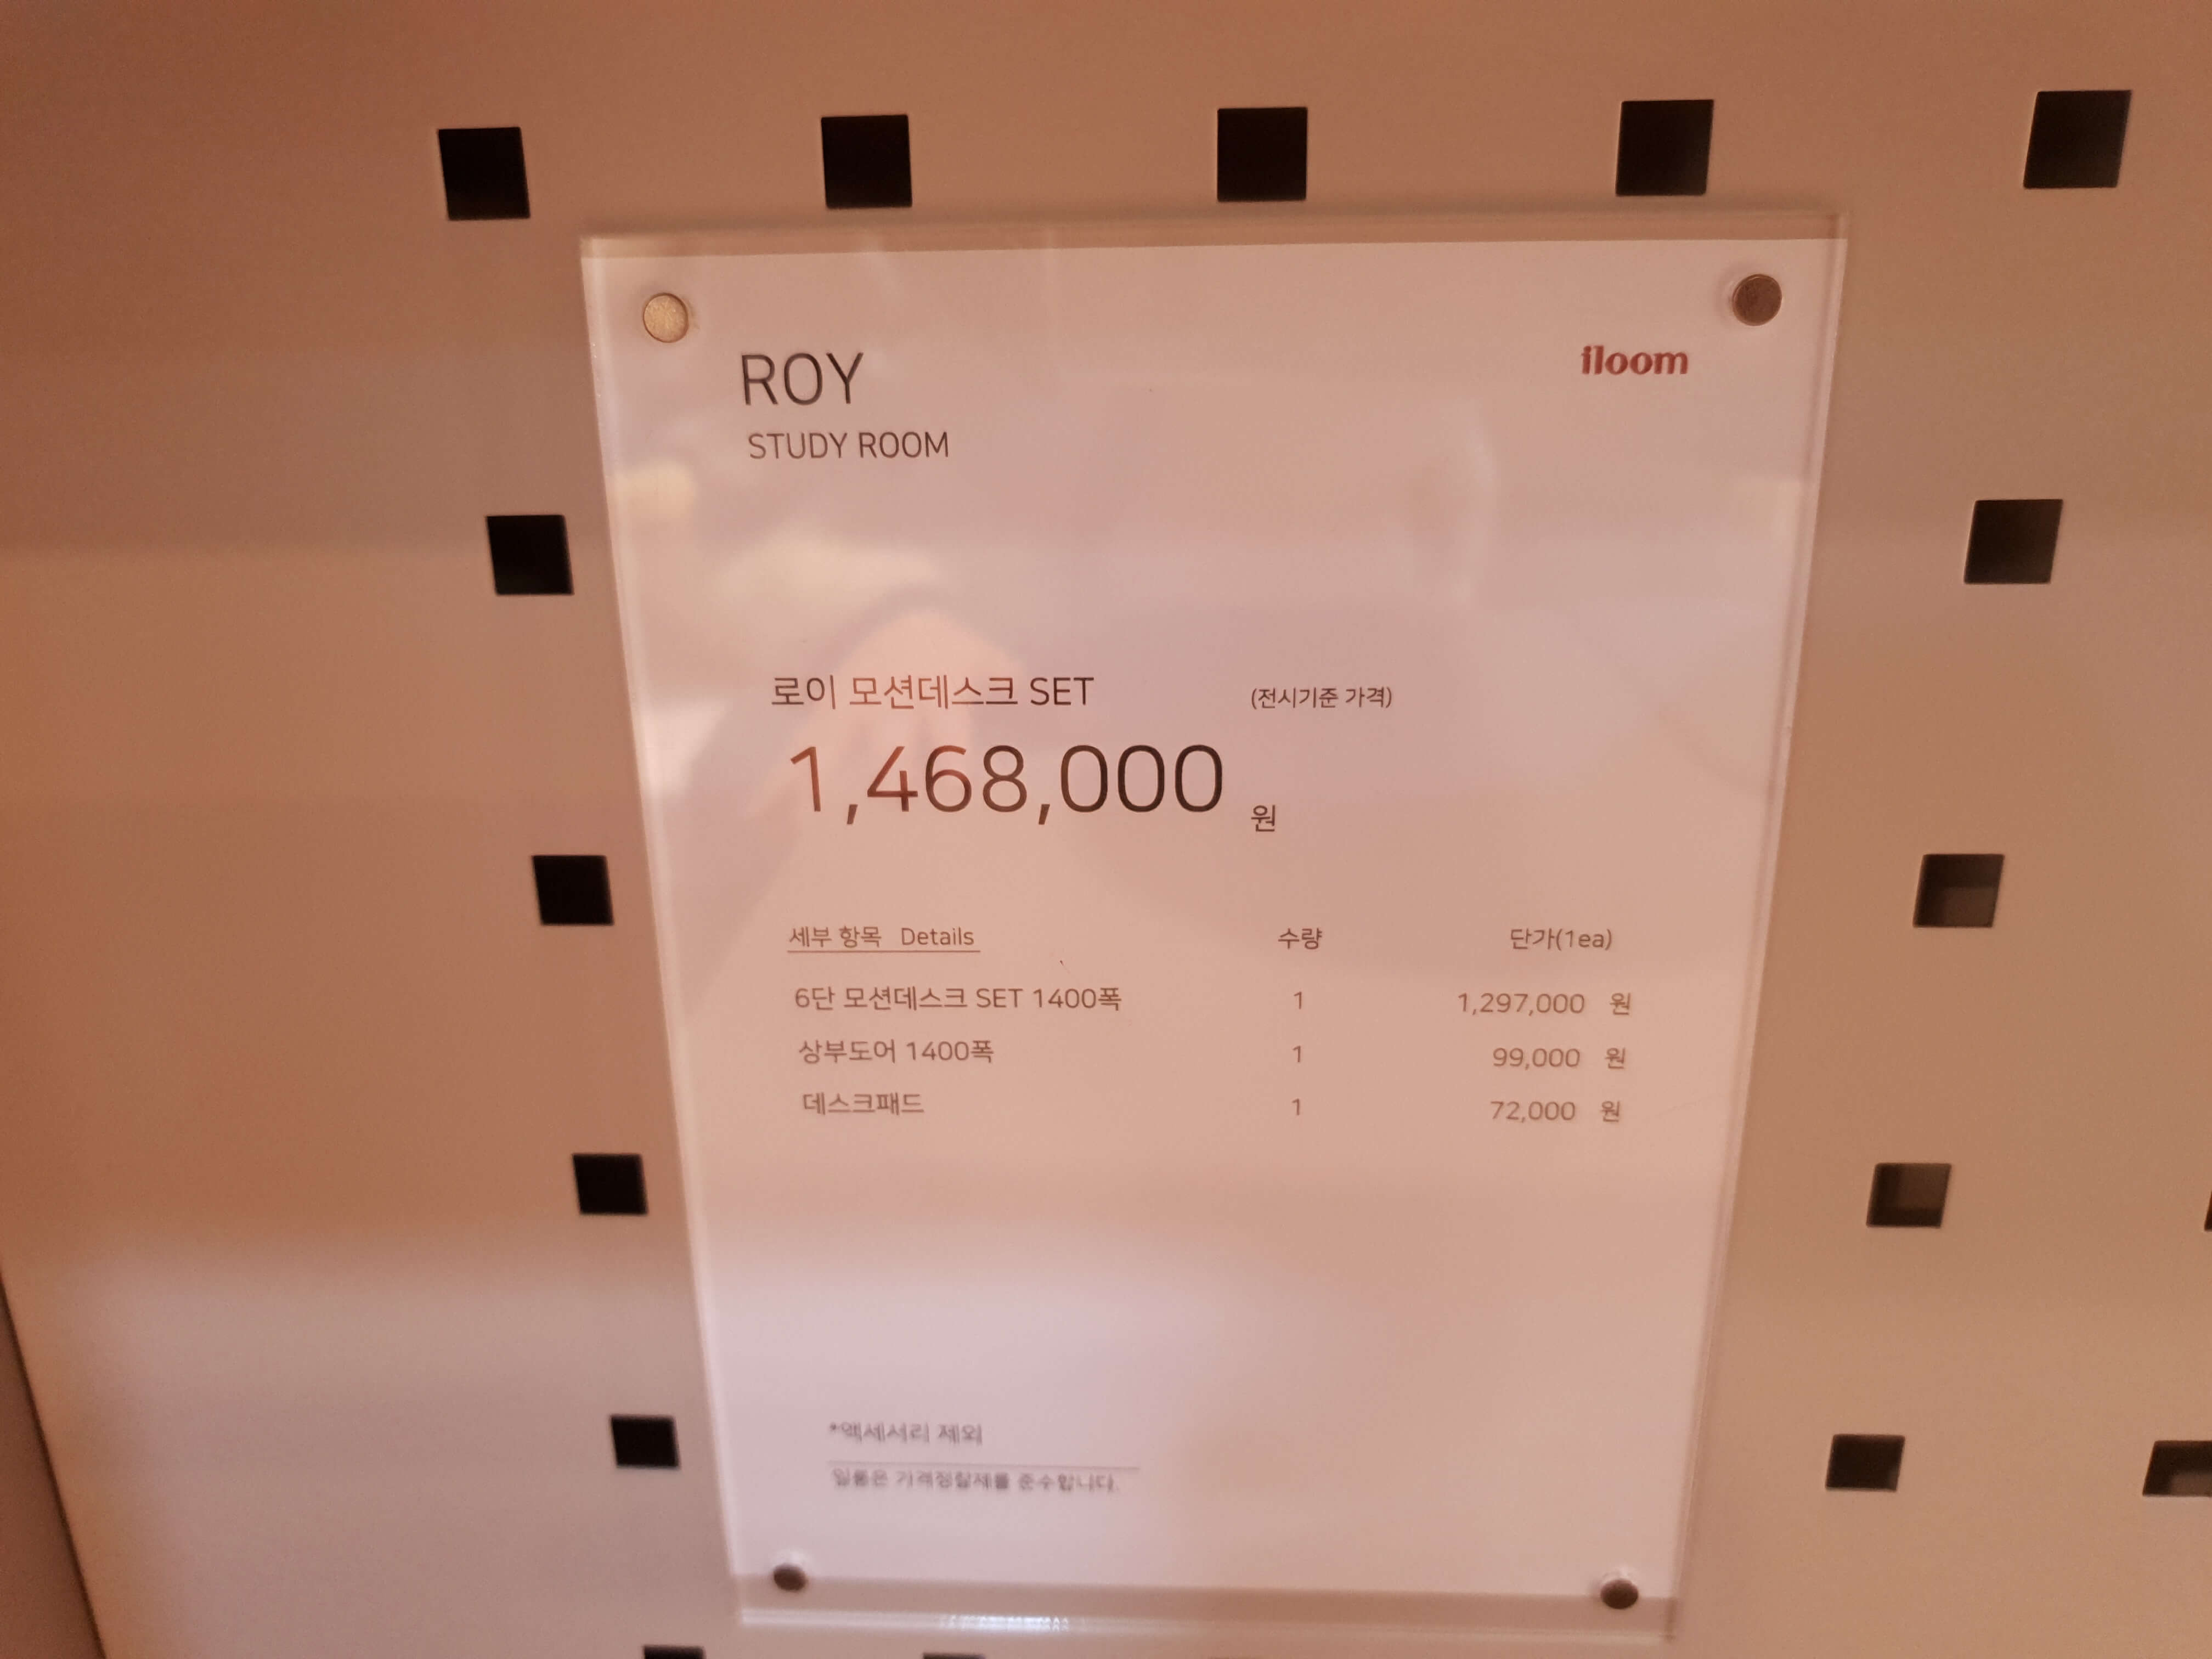 ROY
iloom
STUDY ROOM
로이 모션데스크 SET (전시기준 가격)
1,468,000 원
세부 항목 Details 수량 단가(1ea)
6단 모션데스크 SET 1400폭 1 1,297,000 원
상부도어 1400폭 1 99,000 원
데스크패드 1 72,000 원
*액세서리 제외
일룸은 가격정찰제를 준수합니다.